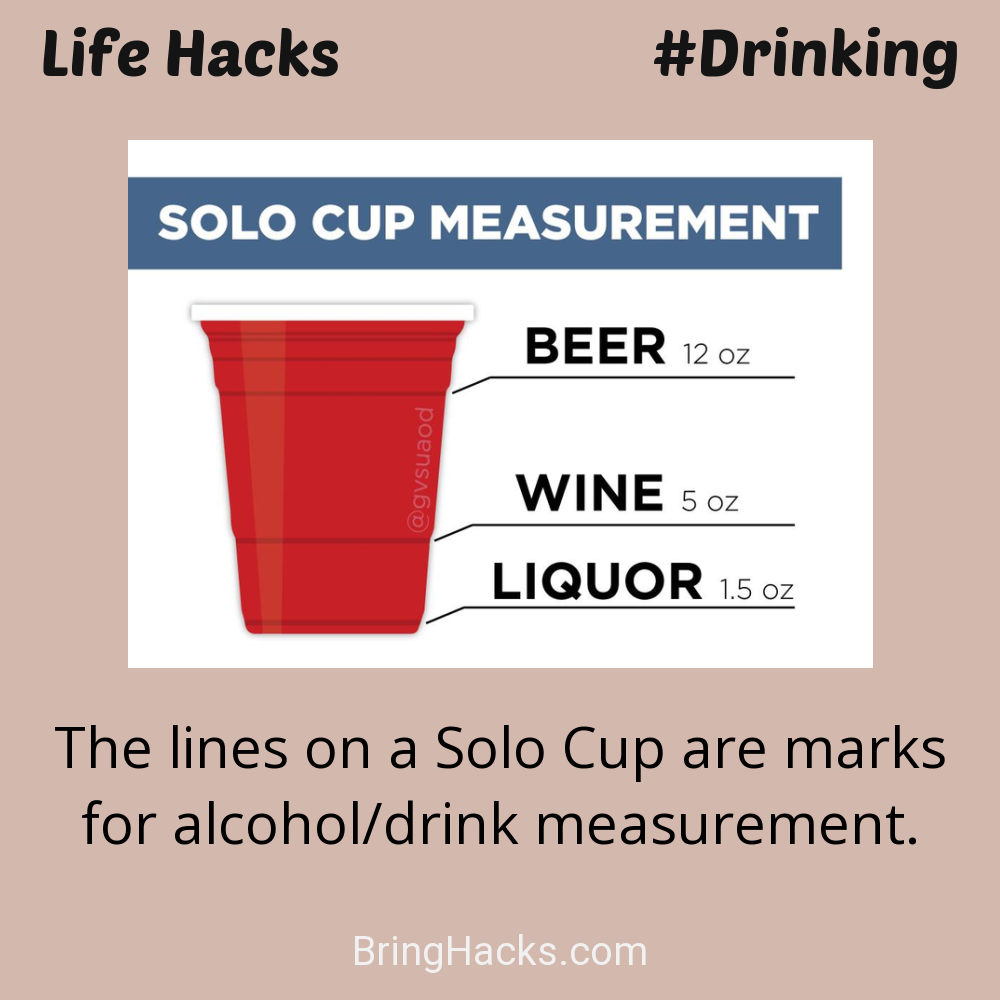 Life Hacks #Drinking
SOLO CUP MEASUREMENT
BEER 12 oz
@gvsuaod
WINE 5 oz
LIQUOR 1.5 oz
The lines on a Solo Cup are marks
for alcohol/drink measurement.
BringHacks.com